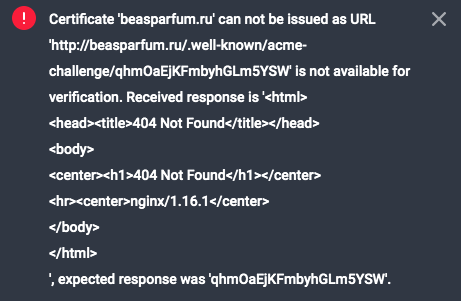 Certificate 'beasparfum.ru' can not be issued as URL
'http://beasparfum.ru/.well-known/acme-
challenge/qhmOaEjKFmbyhGLm5YSW' is not available for
verification. Received response is '<html>
<head><title>404 Not Found</title></head>
<body>
<center><h1>404 Not Found</h1></center>
<hr><center>nginx/1.16.1</center>
</body>
</html>
', expected response was 'qhmOaEjKFmbyhGLm5YSW'.